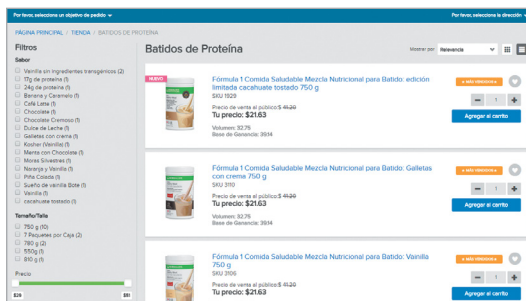 Por favor, seleccione un objetivo de pedido
Por favor, seleccione la dirección
PÁGINA PRINCIPAL / TIENDA / BATIDOS DE PROTEÍNA
Filtros
Sabor
Vainilla sin ingredientes transgénicos (2)
17g de proteína (1)
24g de proteína (1)
Banana y Caramelo (1)
Café Latte (1)
Chocolate (1)
Chocolate Cremoso (1)
Dulce de Leche (1)
Galletas con crema (1)
Kosher (Vainilla) (1)
Menta con Chocolate (1)
Moras Silvestres (1)
Naranja y Vainilla (1)
Piña Colada (1)
Sueño de vainilla Bote (1)
Vainilla (1)
cacahuate tostado (1)
Tamaño/Talla
750 g (10)
7 Paquetes por Caja (2)
780 g (2)
550g (1)
810 g (1)
Precio
$29
$51
Batidos de Proteína
Mostrar por Relevancia
NUEVO
Fórmula 1 Comida Saludable Mezcla Nutricional para Batido: edición
limitada cacahuate tostado 750 g
SKU 1929
Precio de venta al público:$ 41.20
Tu precio: $21.63
Volumen: 32.75
Base de Ganancia: 39.14
1
Agregar al carrito
Fórmula 1 Comida Saludable Mezcla Nutricional para Batido: Galletas
con crema 750 g
SKU 3110
Precio de venta al público:$ 41.20
Tu precio: $21.63
Volumen: 32.75
Base de Ganancia: 39.14
1
Agregar al carrito
Fórmula 1 Comida Saludable Mezcla Nutricional para Batido: Vainilla
750 g
SKU 3106
Precio de venta al público:$ 41.20
Tu precio: $21.63
1
Agregar al carrito